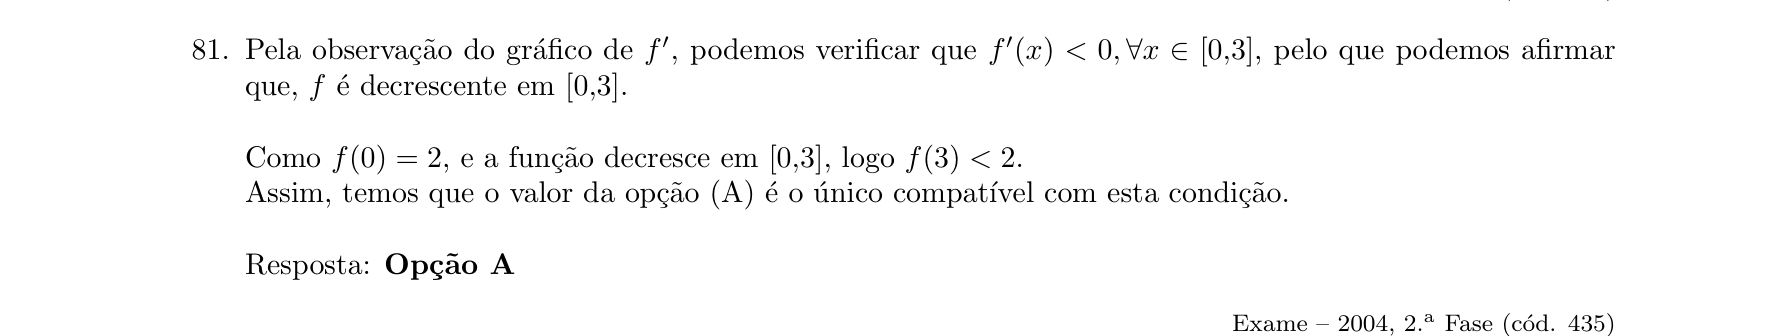 81. Pela observação do gráfico de f′, podemos verificar que f′(x) < 0, ∀x ∈ [0,3], pelo que podemos afirmar
que, f é decrescente em [0,3].
Como f(0) = 2, e a função decresce em [0,3], logo f(3) < 2.
Assim, temos que o valor da opção (A) é o único compatível com esta condição.
Resposta: Opção A
Exame – 2004, 2.ª Fase (cód. 435)